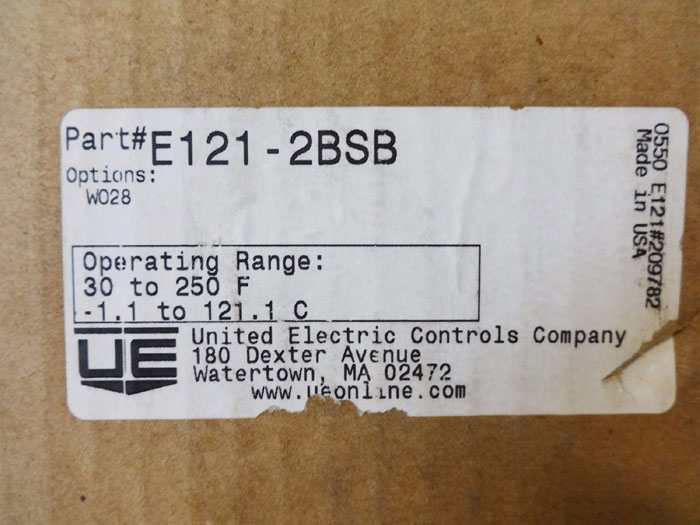 Part# E121-2BSB
Options:
W028
Operating Range:
30 to 250 F
-1.1 to 121.1 C
UE
United Electric Controls Company
180 Dexter Avenue
Watertown, MA 02472
www.ueonline.com
0550 E121#209782
Made in USA